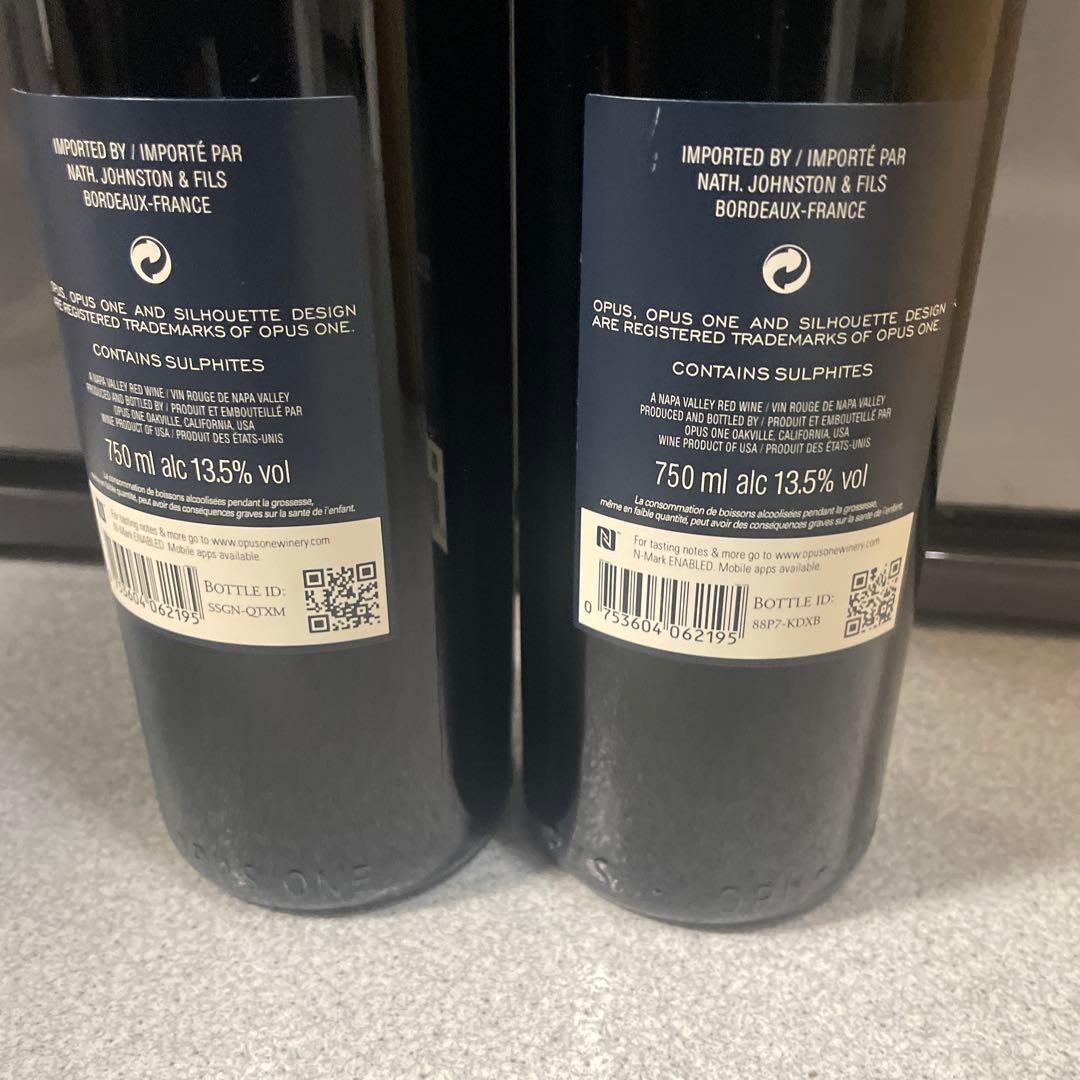 IMPORTED BY / IMPORTÉ PAR
NATH. JOHNSTON & FILS
BORDEAUX-FRANCE
OPUS ONE AND SILHOUETTE DESIGN
REGISTERED TRADEMARKS OF OPUS ONE.
CONTAINS SULPHITES
A NAPA VALLEY RED WINE / VIN ROUGE DE NAPA VALLEY
PRODUCED AND BOTTLED BY / PRODUIT ET EMBOUTEILLÉ PAR
OPUS ONE OAKVILLE, CALIFORNIA, USA
WINE PRODUCT OF USA / PRODUIT DES ÉTATS-UNIS
750 ml alc 13.5% vol
La consommation de boissons alcoolisées pendant la grossesse,
même en faible quantité, peut avoir des conséquences graves sur la sante de l'enfant.
For tasting notes & more go to www.opusonewinery.com
N-Mark ENABLED. Mobile apps available.
753604 062195
BOTTLE ID:
SSGN-QTXM
OPUS ONE
IMPORTED BY / IMPORTÉ PAR
NATH. JOHNSTON & FILS
BORDEAUX-FRANCE
OPUS, OPUS ONE AND SILHOUETTE DESIGN
ARE REGISTERED TRADEMARKS OF OPUS ONE.
CONTAINS SULPHITES
A NAPA VALLEY RED WINE / VIN ROUGE DE NAPA VALLEY
PRODUCED AND BOTTLED BY / PRODUIT ET EMBOUTEILLÉ PAR
OPUS ONE OAKVILLE, CALIFORNIA, USA
WINE PRODUCT OF USA / PRODUIT DES ÉTATS-UNIS
750 ml alc 13.5% vol
La consommation de boissons alcoolisées pendant la grossesse,
même en faible quantité, peut avoir des conséquences graves sur la sante de l'enfant.
N™
For tasting notes & more go to www.opusonewinery.com
N-Mark ENABLED. Mobile apps available.
0 753604 062195
BOTTLE ID:
88P7-KDXB